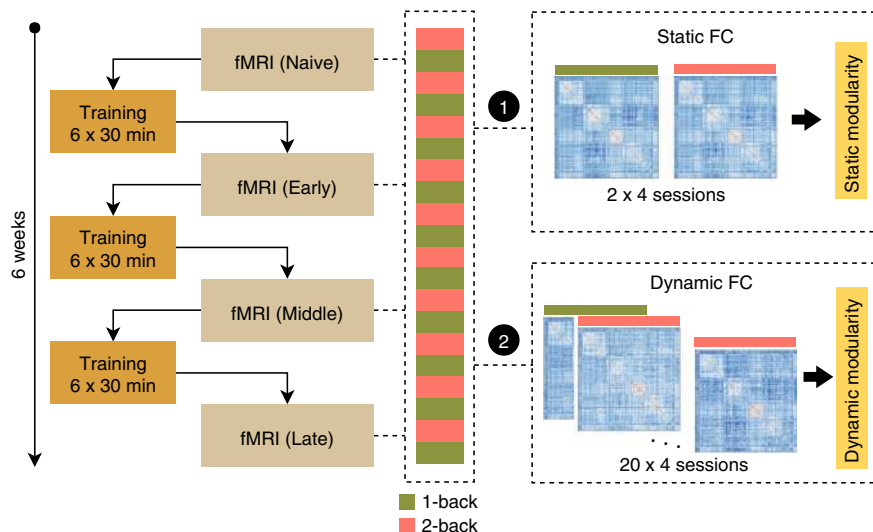 6 weeks
fMRI (Naive)
Training
6 x 30 min
fMRI (Early)
Training
6 x 30 min
fMRI (Middle)
Training
6 x 30 min
fMRI (Late)
1-back
2-back
1
Static FC
2 x 4 sessions
Static modularity
2
Dynamic FC
. . .
20 x 4 sessions
Dynamic modularity